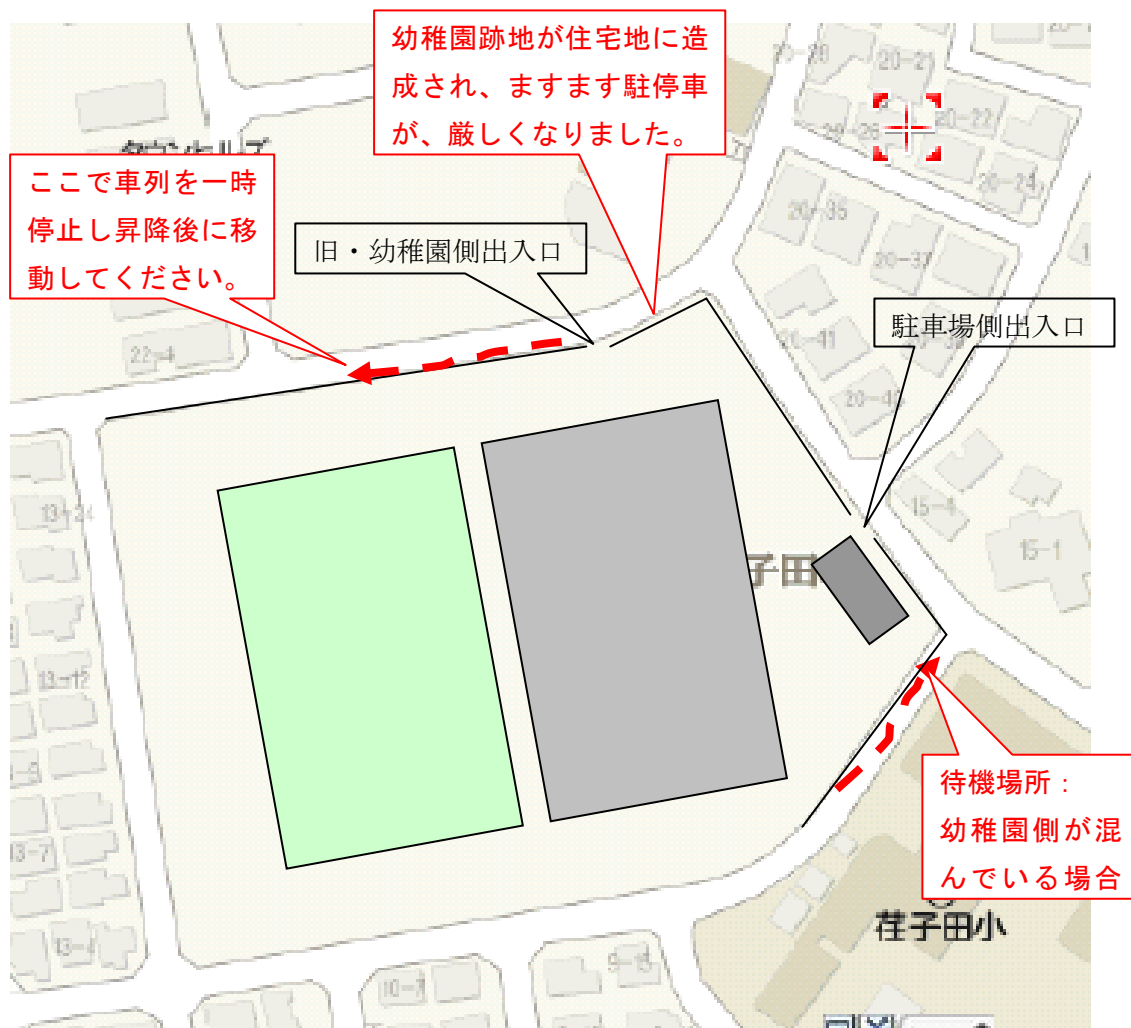 幼稚園跡地が住宅地に造
成され、ますます駐停車
が、厳しくなりました。
ここで車列を一時
停止し昇降後に移
動してください。
旧・幼稚園側出入口
駐車場側出入口
待機場所：
幼稚園側が混
んでいる場合
20-21
20-22
20-24
20-35
20-37
20-41
22-4
15-4
15-1
13-24
13-12
13-7
13-4
10-7
9-15
子田
荏子田小